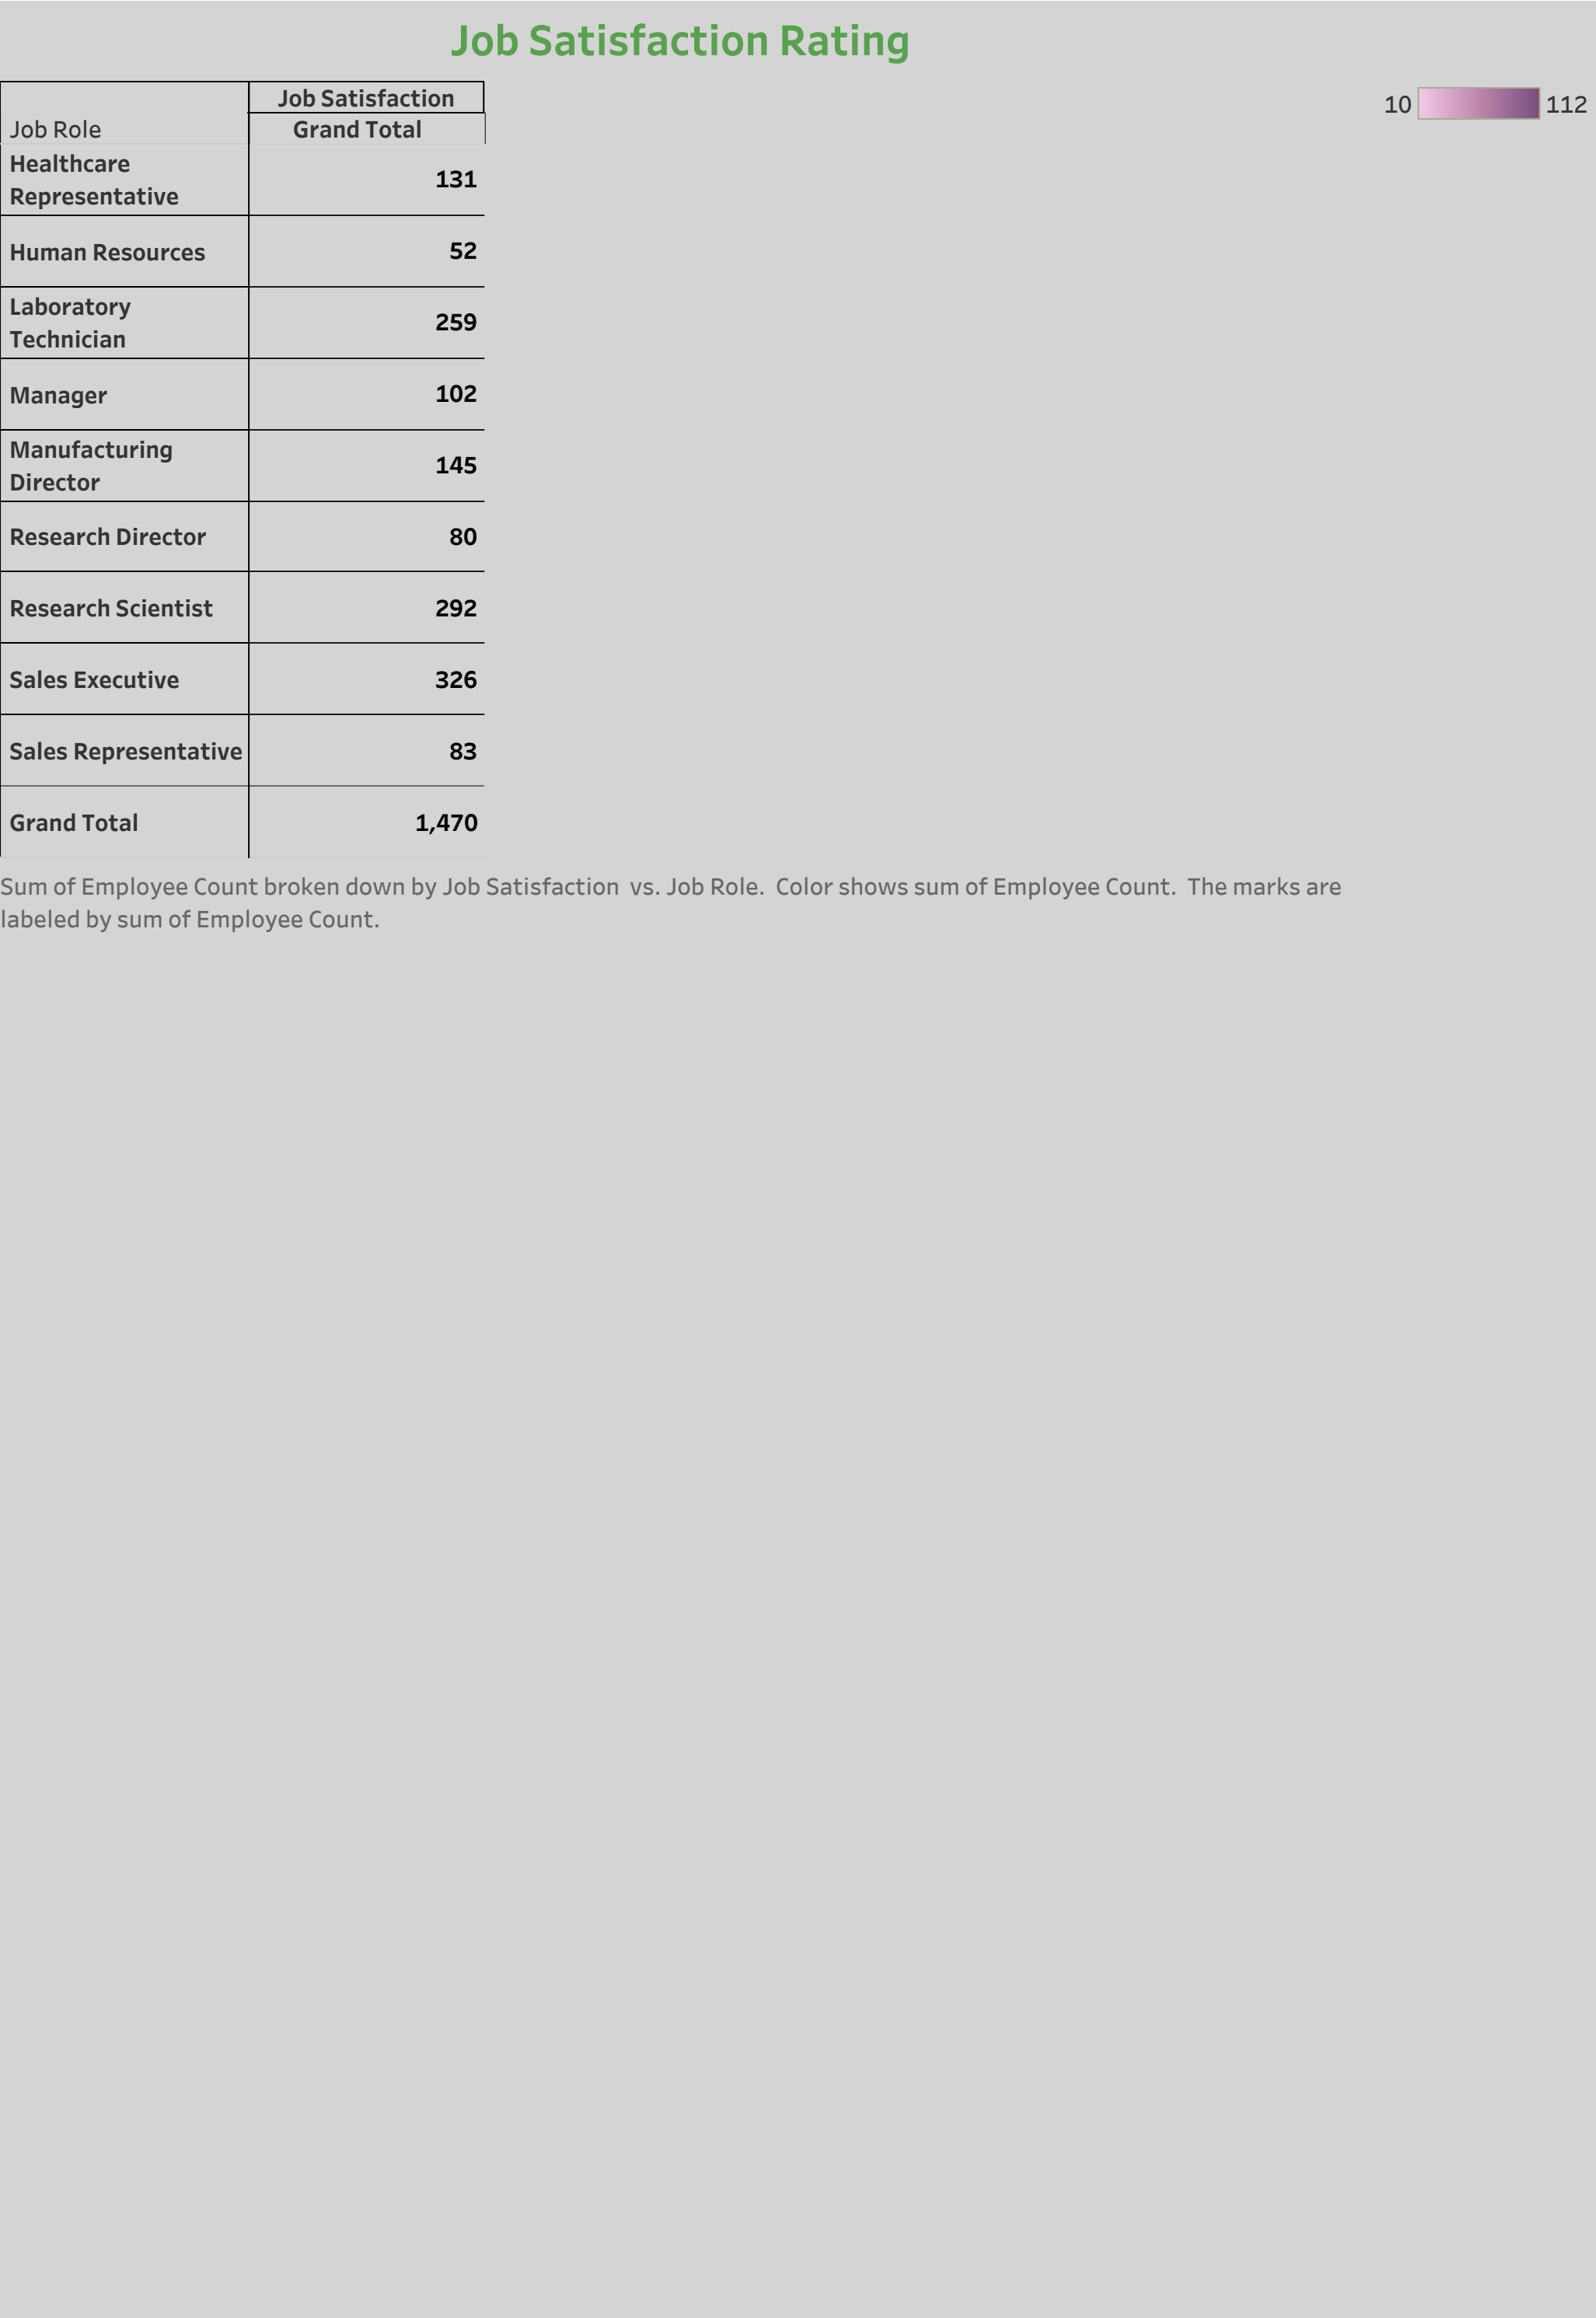 Job Satisfaction Rating
Job Satisfaction
10 112
Job Role Grand Total
Healthcare
Representative
131
Human Resources 52
Laboratory
Technician
259
Manager 102
Manufacturing
Director
145
Research Director 80
Research Scientist 292
Sales Executive 326
Sales Representative 83
Grand Total 1,470
Sum of Employee Count broken down by Job Satisfaction  vs. Job Role.  Color shows sum of Employee Count.  The marks are
labeled by sum of Employee Count.